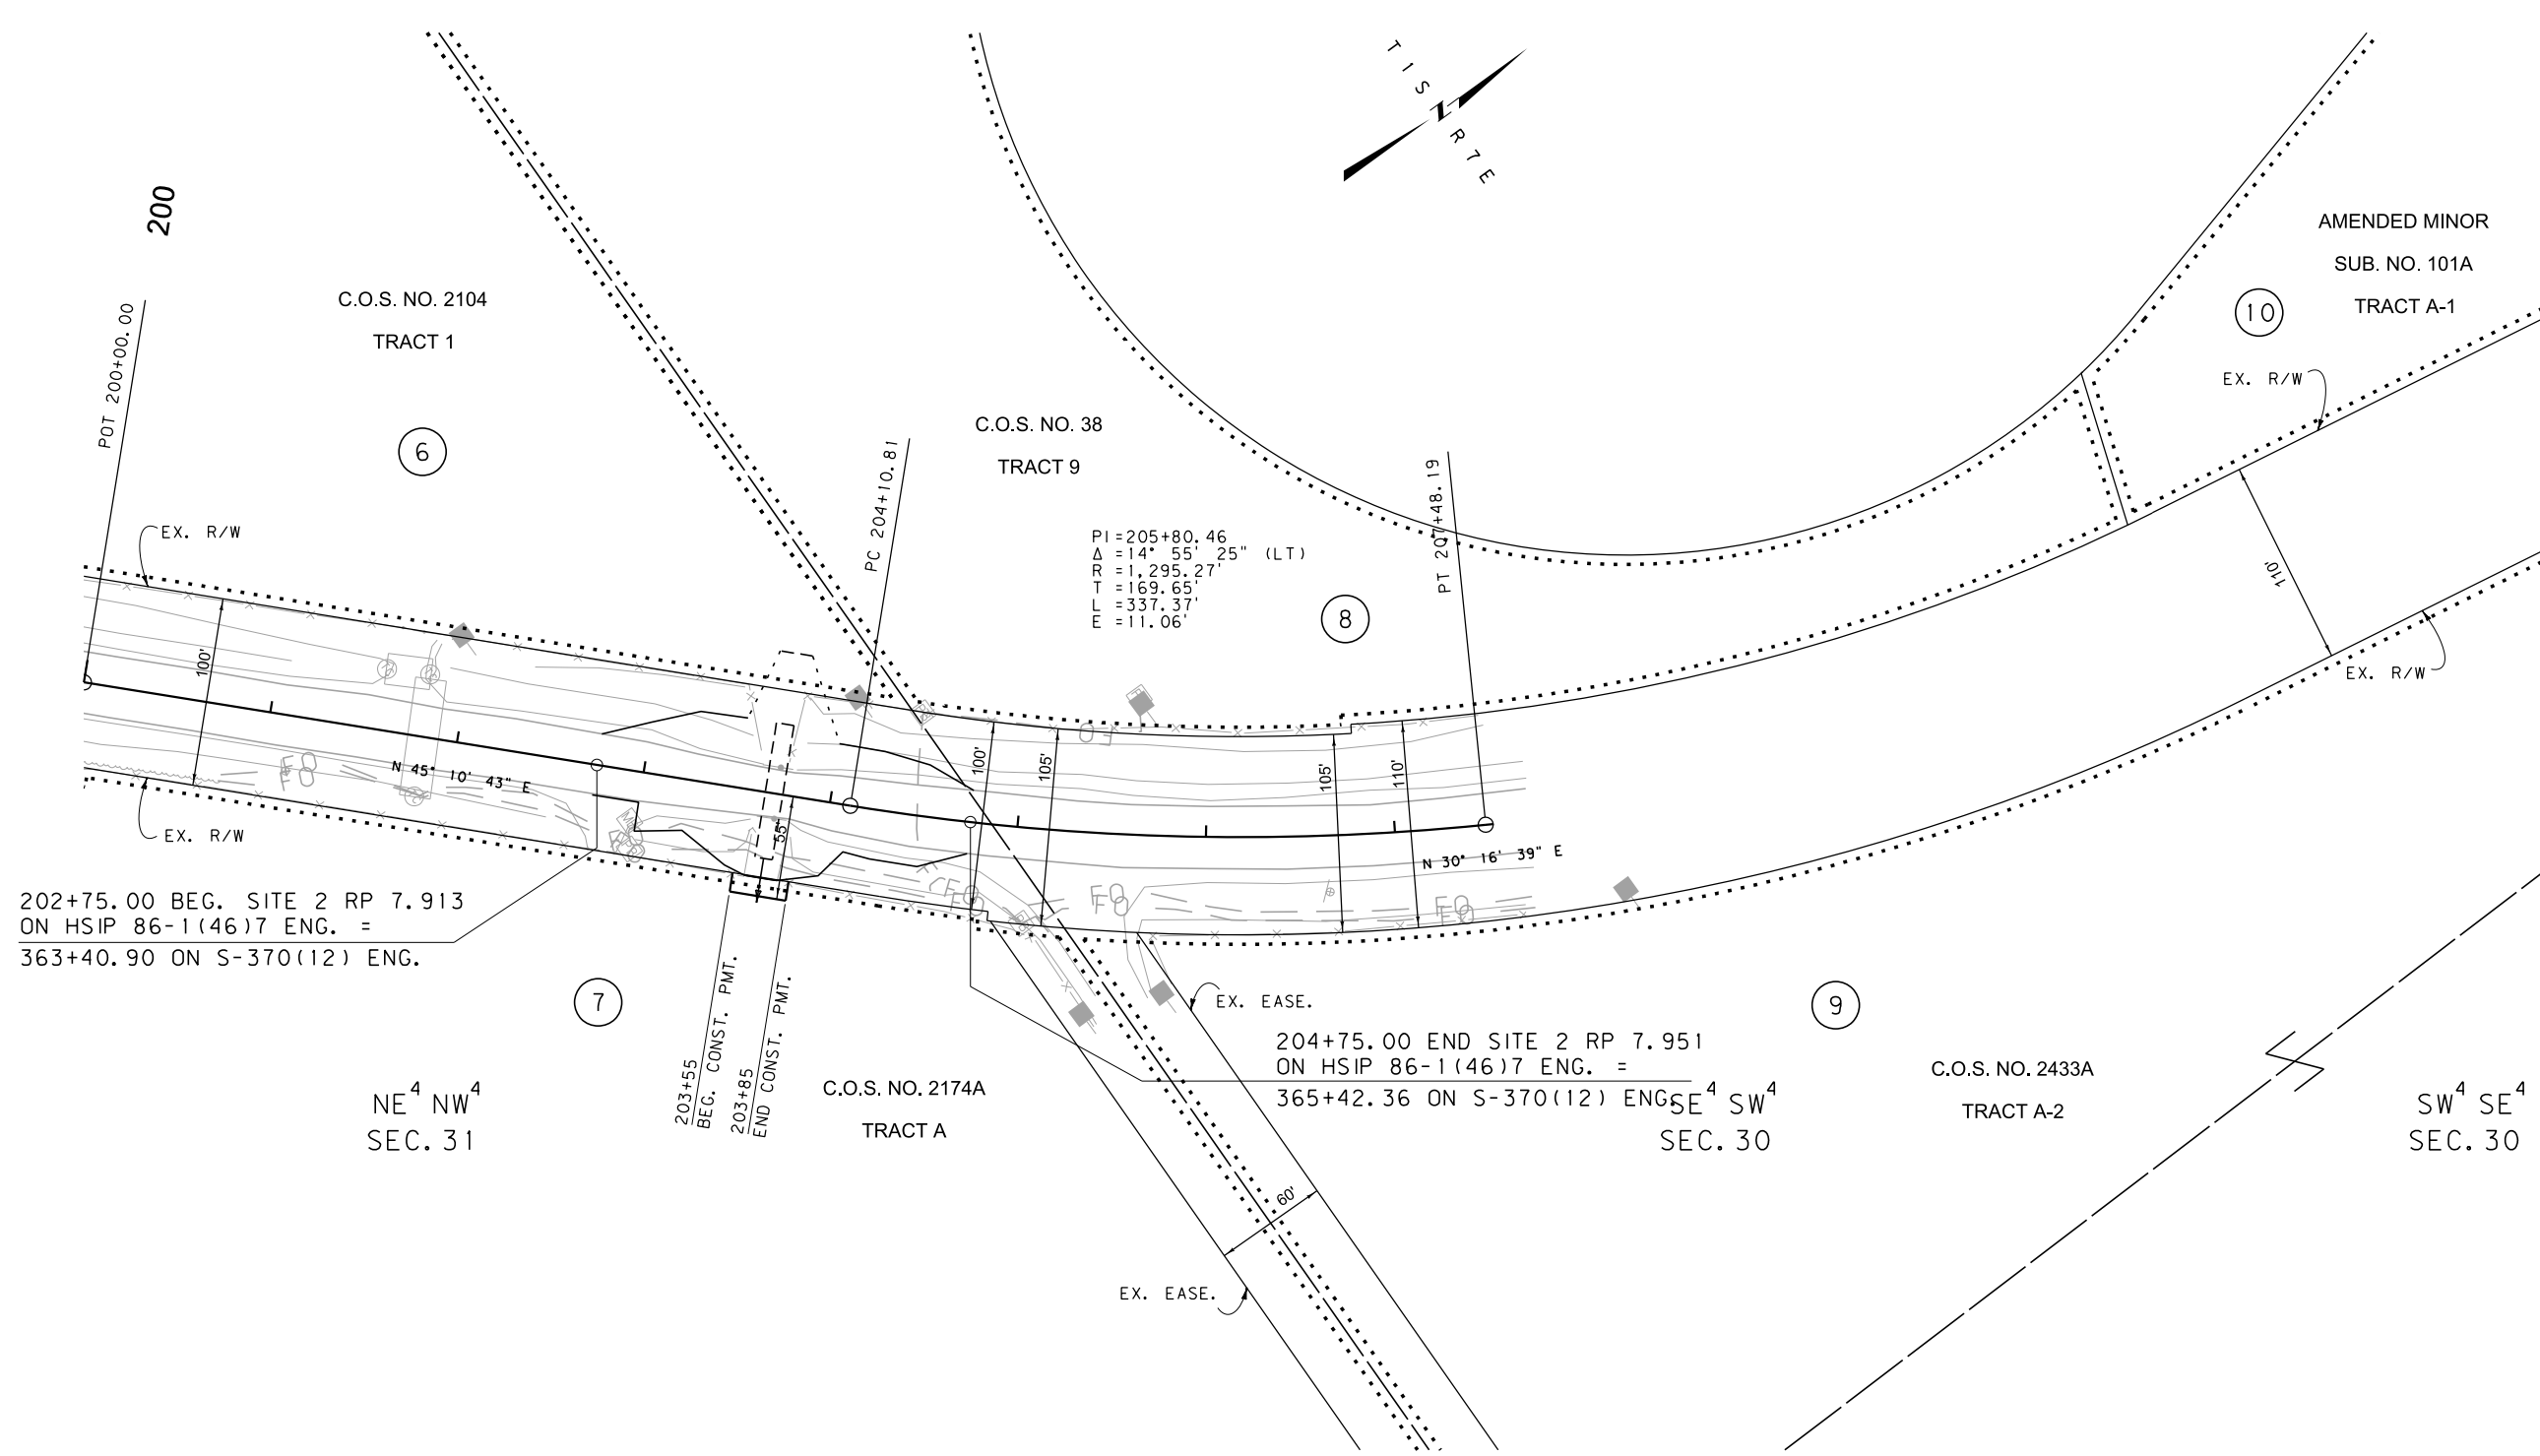 T 1 S
N
R 7 E
200
AMENDED MINOR
SUB. NO. 101A
TRACT A-1
10
EX. R/W
C.O.S. NO. 2104
TRACT 1
POT 200+00.00
6
C.O.S. NO. 38
TRACT 9
PC 204+10.81
PT 207+48.19
EX. R/W
PI=205+80.46
Δ =14° 55' 25" (LT)
R =1,295.27'
T =169.65'
L =337.37'
E =11.06'
8
110'
EX. R/W
100'
FO
N 45° 10' 43" E
100'
105'
105'
110'
55'
EX. R/W
FO
FO
FO
FO
N 30° 16' 39" E
202+75.00 BEG. SITE 2 RP 7.913
ON HSIP 86-1(46)7 ENG. =
363+40.90 ON S-370(12) ENG.
7
203+55
BEG. CONST. PMT.
203+85
END CONST. PMT.
EX. EASE.
9
204+75.00 END SITE 2 RP 7.951
ON HSIP 86-1(46)7 ENG. =
365+42.36 ON S-370(12) ENG.
C.O.S. NO. 2174A
TRACT A
C.O.S. NO. 2433A
TRACT A-2
NE⁴ NW⁴
SEC. 31
SE⁴ SW⁴
SEC. 30
SW⁴ SE⁴
SEC. 30
60'
EX. EASE.